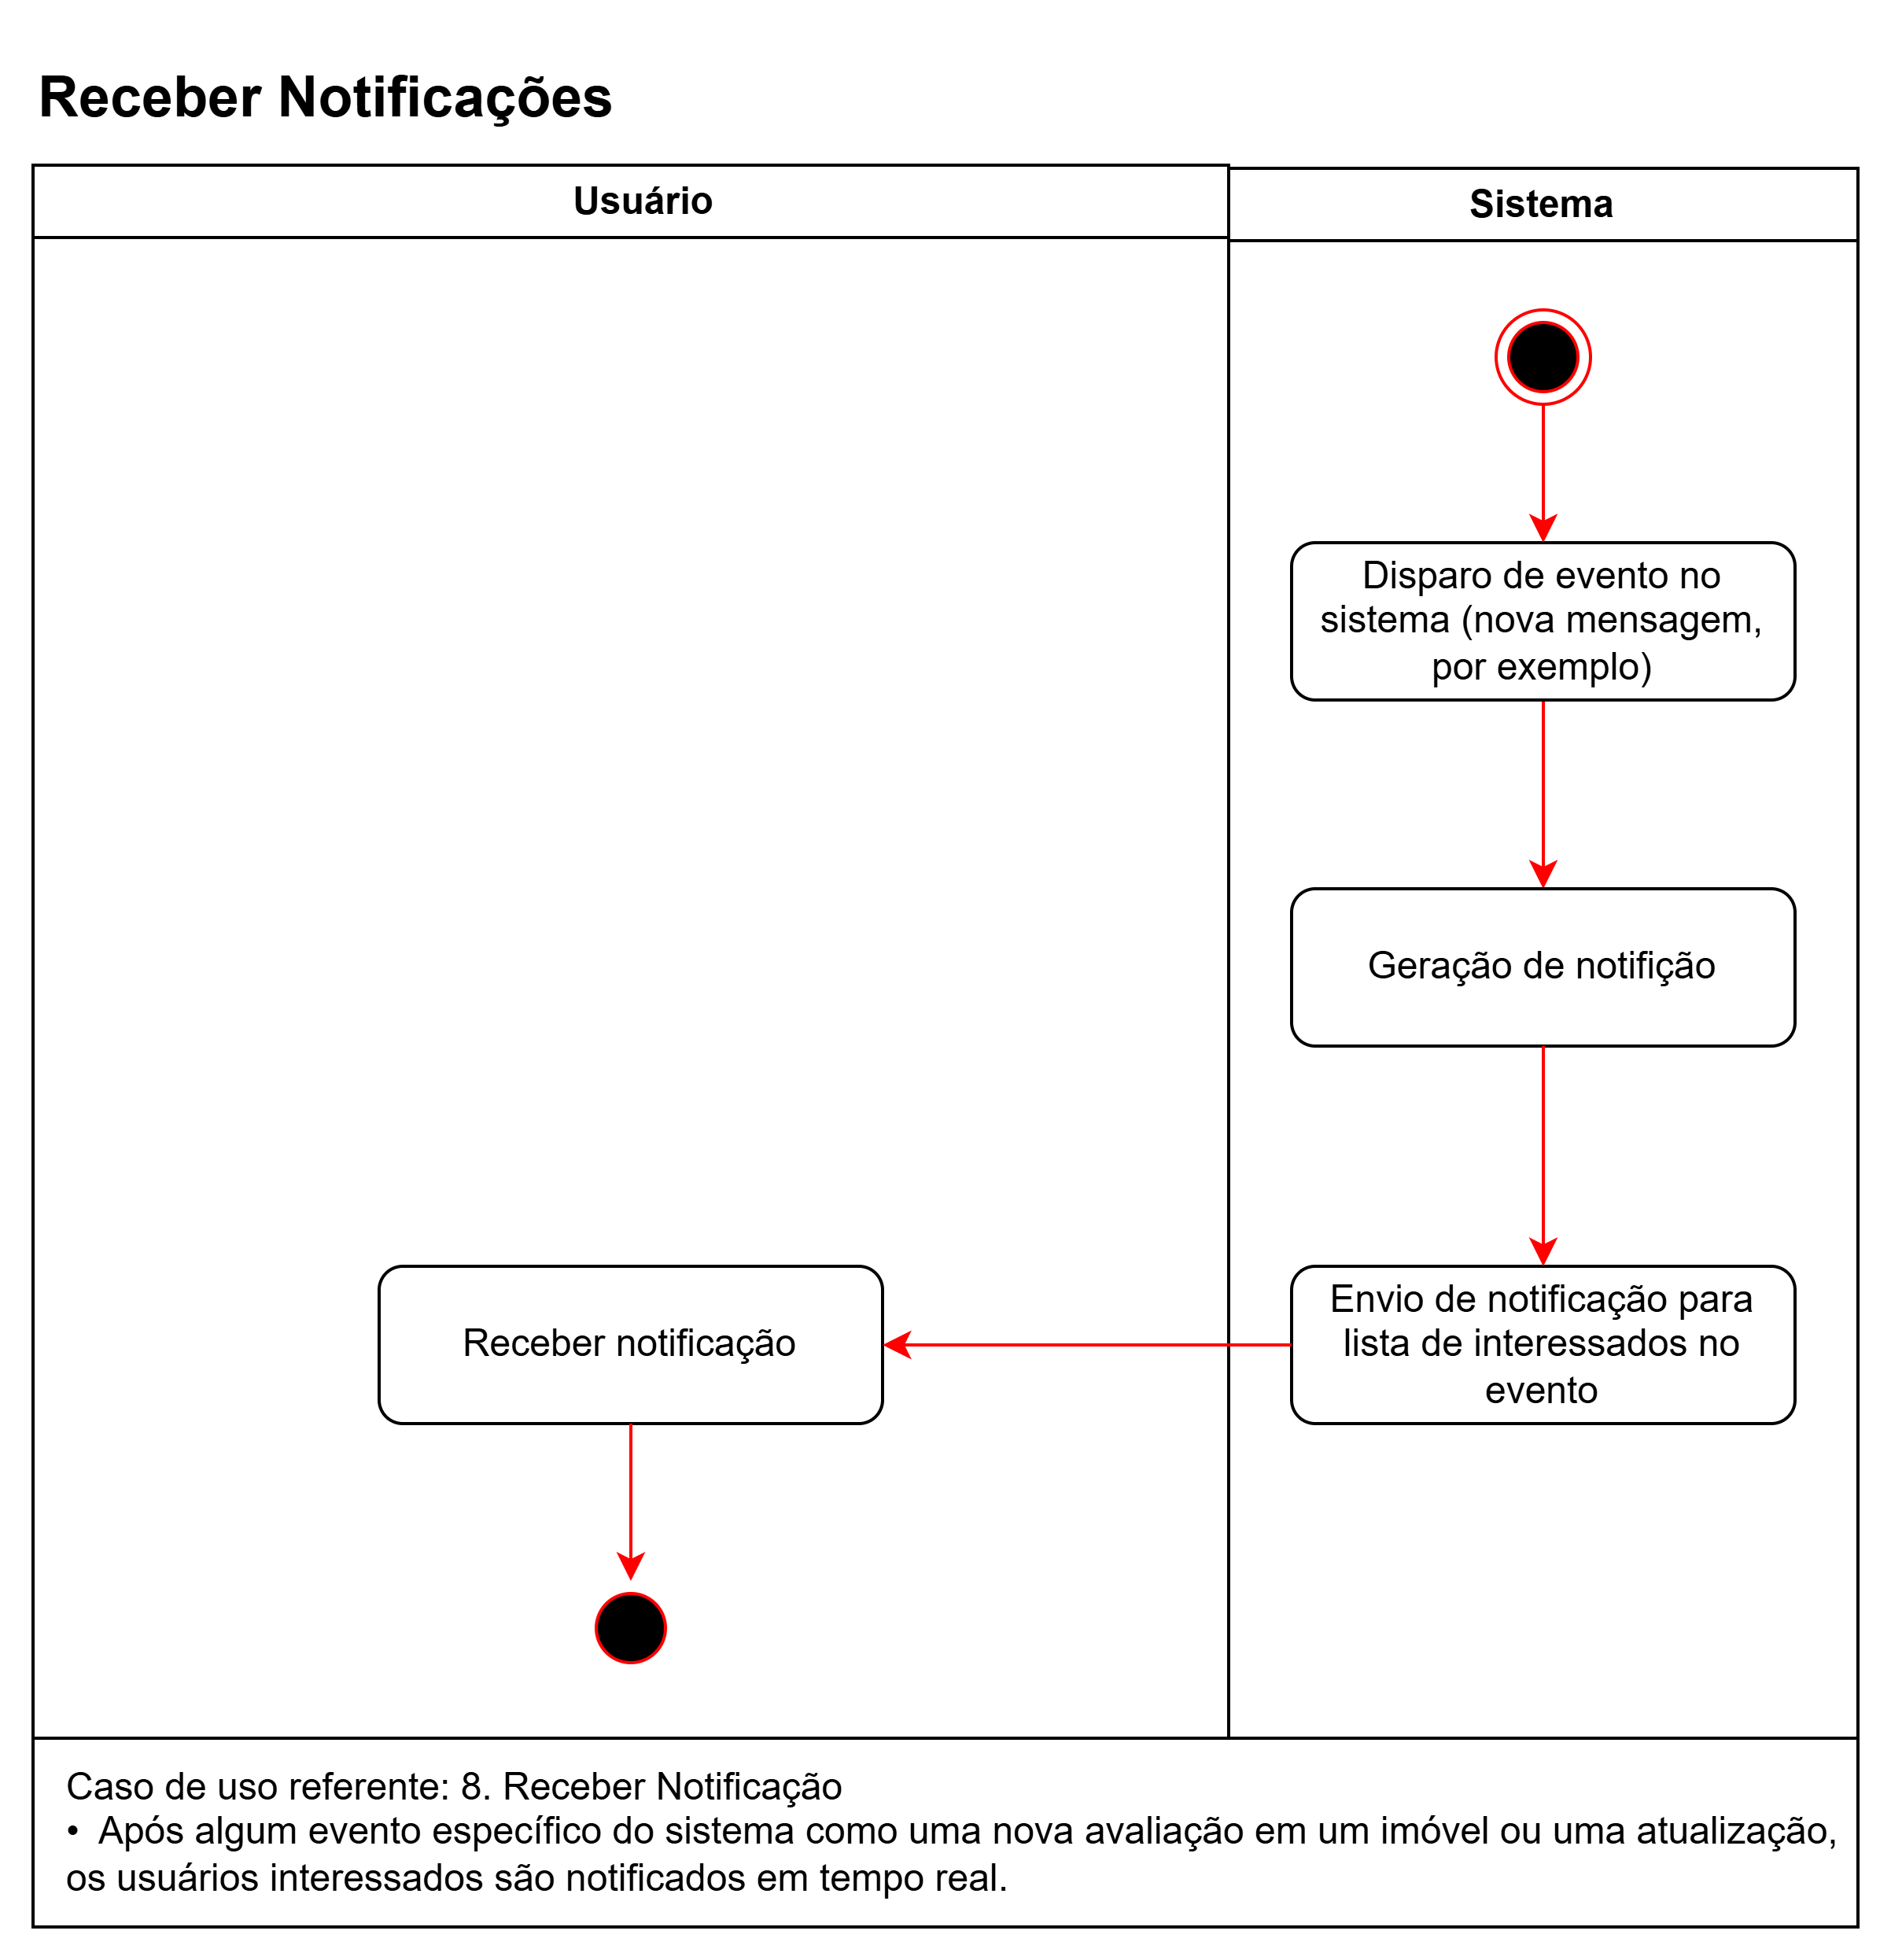 Receber Notificações
Usuário
Sistema
Disparo de evento no
sistema (nova mensagem,
por exemplo)
Geração de notifição
Envio de notificação para
lista de interessados no
evento
Receber notificação
Caso de uso referente: 8. Receber Notificação
• Após algum evento específico do sistema como uma nova avaliação em um imóvel ou uma atualização,
os usuários interessados são notificados em tempo real.